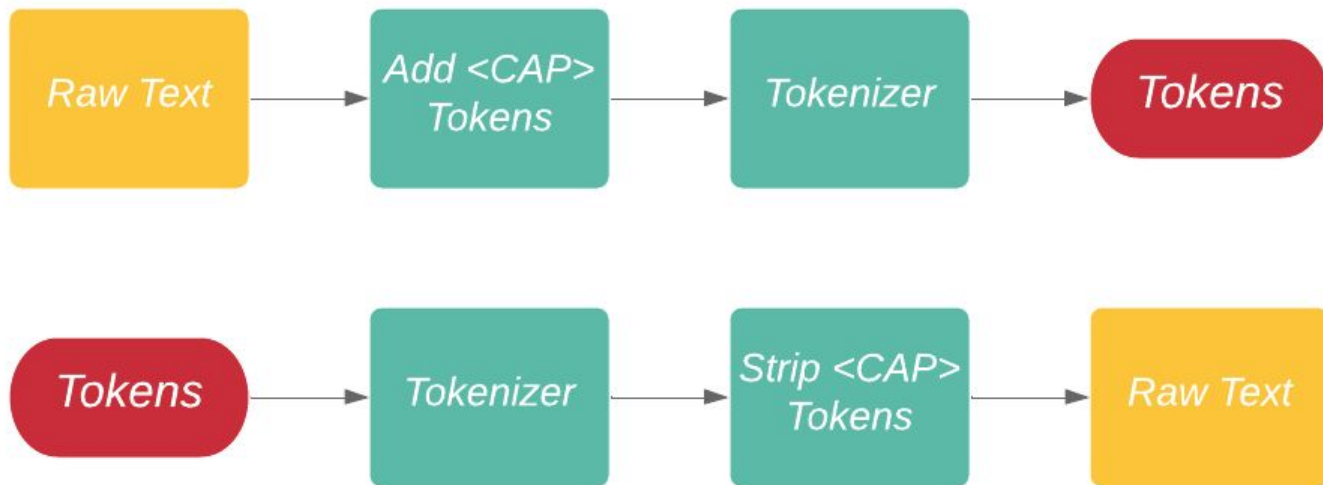 Raw Text
Add <CAP>
Tokens
Tokenizer
Tokens
Tokens
Tokenizer
Strip <CAP>
Tokens
Raw Text